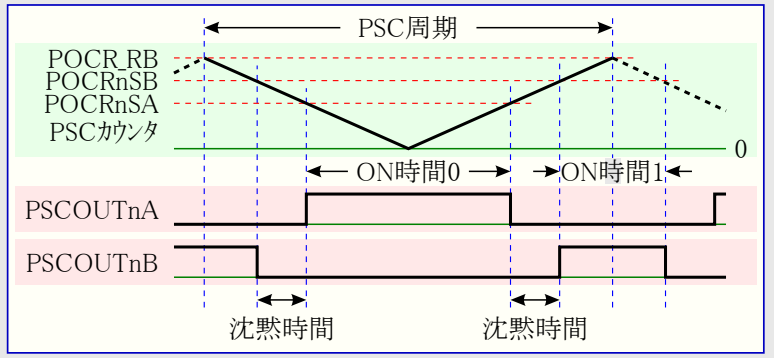 PSC周期
POCR_RB
POCRnSB
POCRnSA
PSCカウンタ
0
ON時間0
ON時間1
PSCOUTnA
PSCOUTnB
沈黙時間
沈黙時間